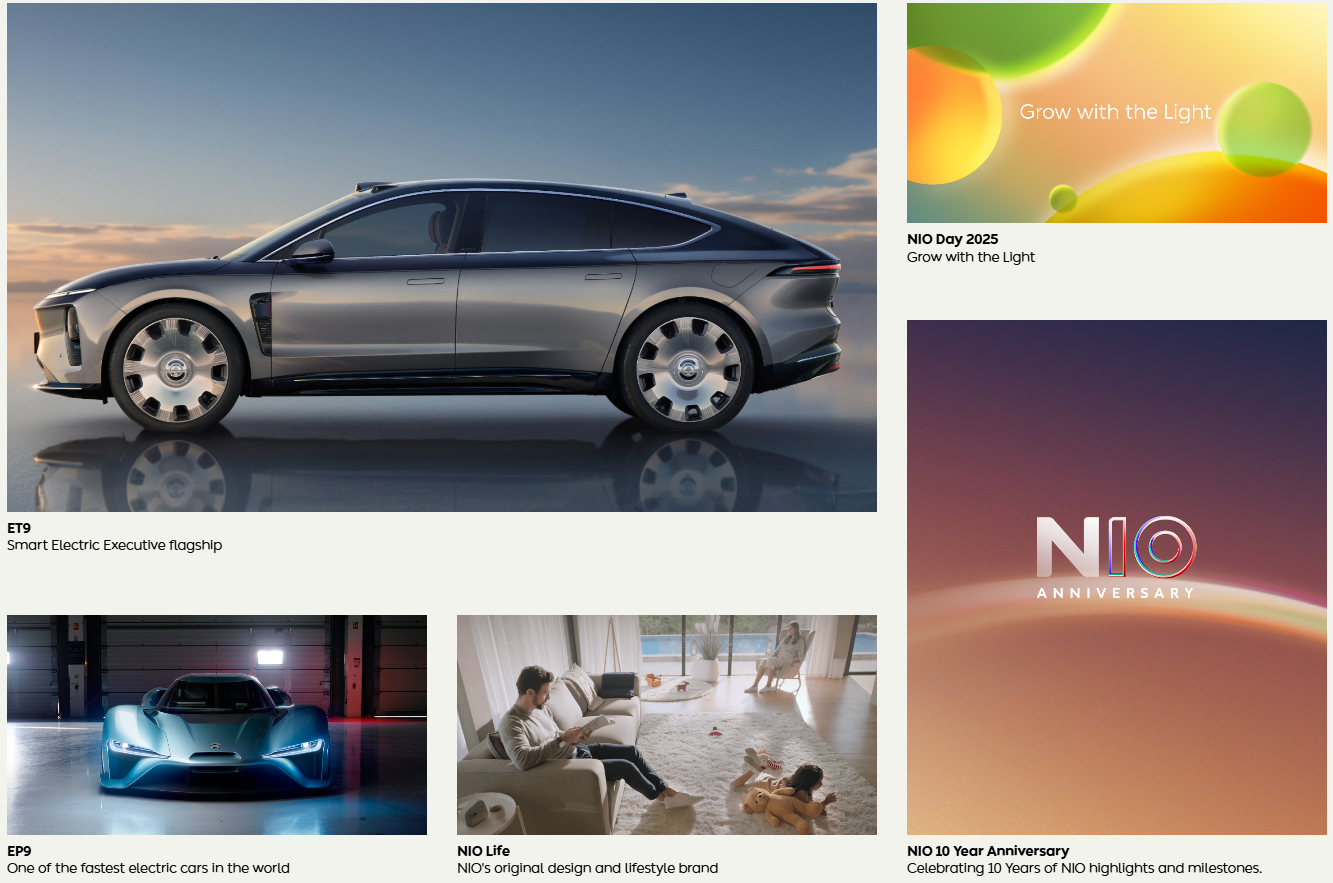 Grow with the Light
NIO Day 2025
Grow with the Light
ET9
Smart Electric Executive flagship
NIO
ANNIVERSARY
EP9
One of the fastest electric cars in the world
NIO Life
NIO's original design and lifestyle brand
NIO 10 Year Anniversary
Celebrating 10 Years of NIO highlights and milestones.